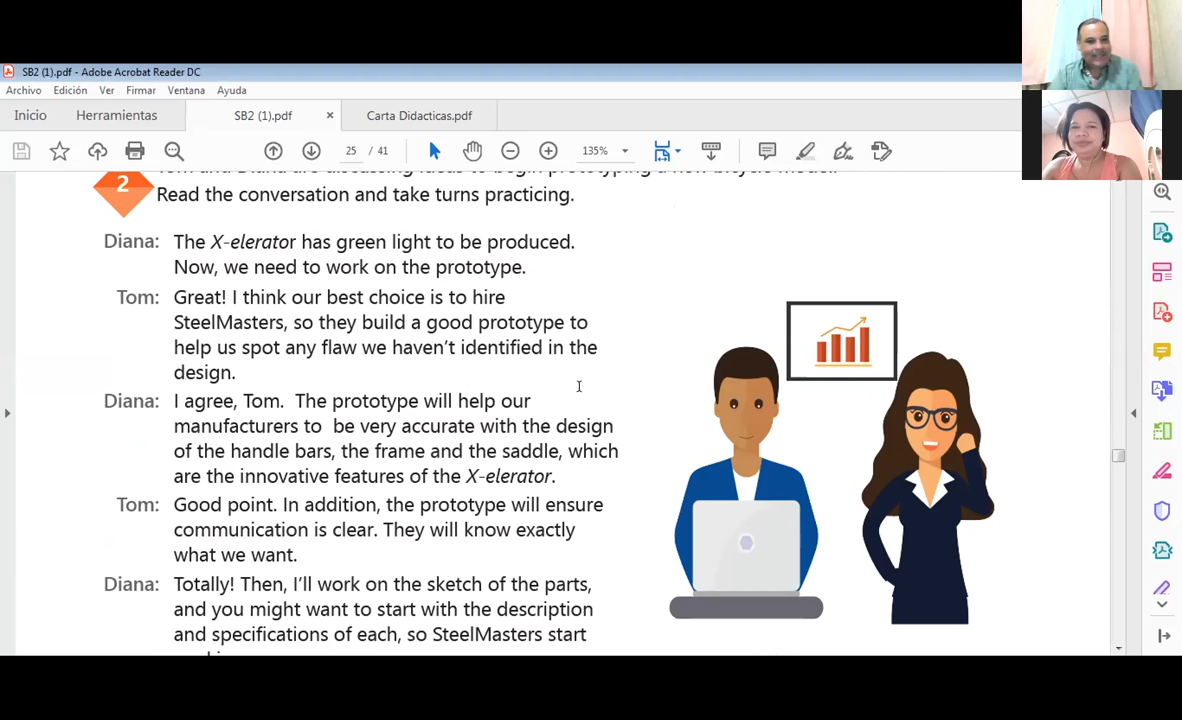 SB2 (1).pdf - Adobe Acrobat Reader DC
Archivo Edición Ver Firmar Ventana Ayuda
Inicio Herramientas SB2 (1).pdf × Carta Didacticas.pdf
25 / 41 135%
2
Read the conversation and take turns practicing.
Diana: The X-elerator has green light to be produced.
Now, we need to work on the prototype.
Tom: Great! I think our best choice is to hire
SteelMasters, so they build a good prototype to
help us spot any flaw we haven't identified in the
design.
Diana: I agree, Tom. The prototype will help our
manufacturers to be very accurate with the design
of the handle bars, the frame and the saddle, which
are the innovative features of the X-elerator.
Tom: Good point. In addition, the prototype will ensure
communication is clear. They will know exactly
what we want.
Diana: Totally! Then, I'll work on the sketch of the parts,
and you might want to start with the description
and specifications of each, so SteelMasters start